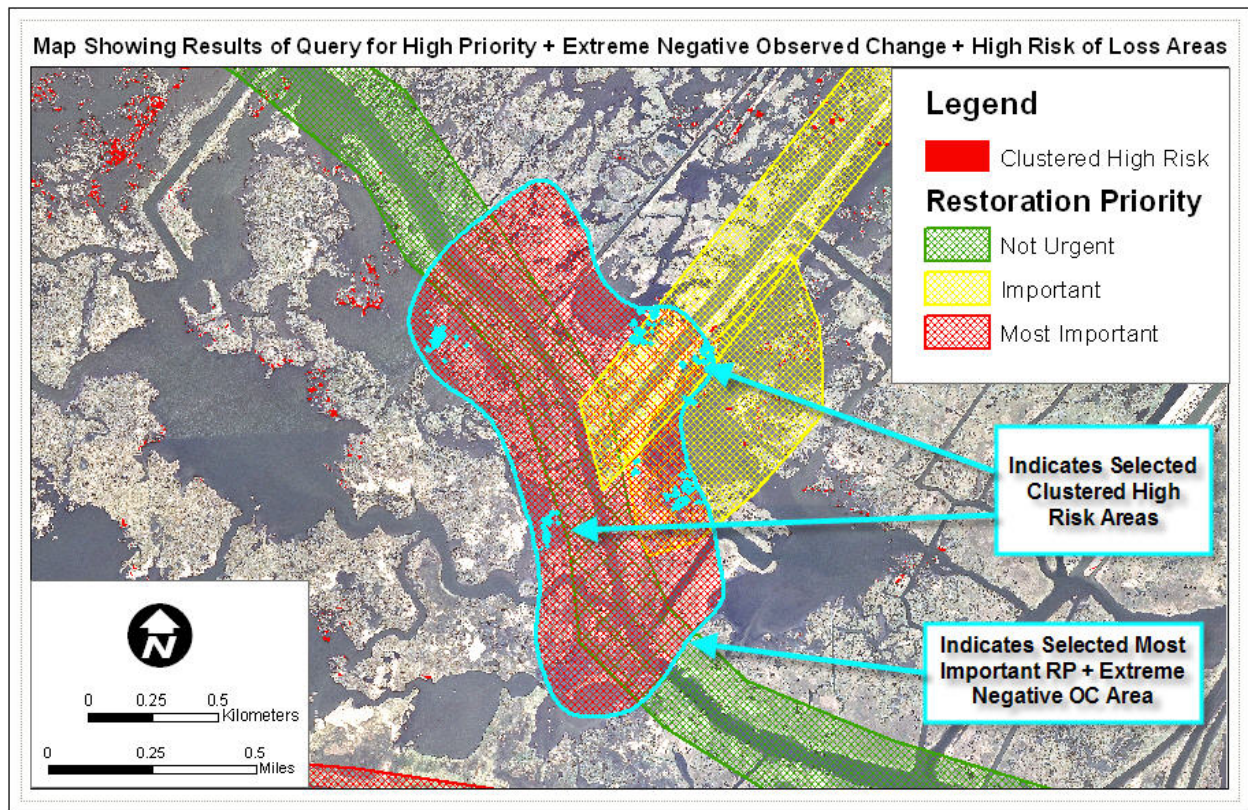 Map Showing Results of Query for High Priority + Extreme Negative Observed Change + High Risk of Loss Areas
Legend
Clustered High Risk
Restoration Priority
Not Urgent
Important
Most Important
Indicates Selected
Clustered High
Risk Areas
Indicates Selected Most
Important RP + Extreme
Negative OC Area
N
0 0.25 0.5
Kilometers
0 0.25 0.5
Miles